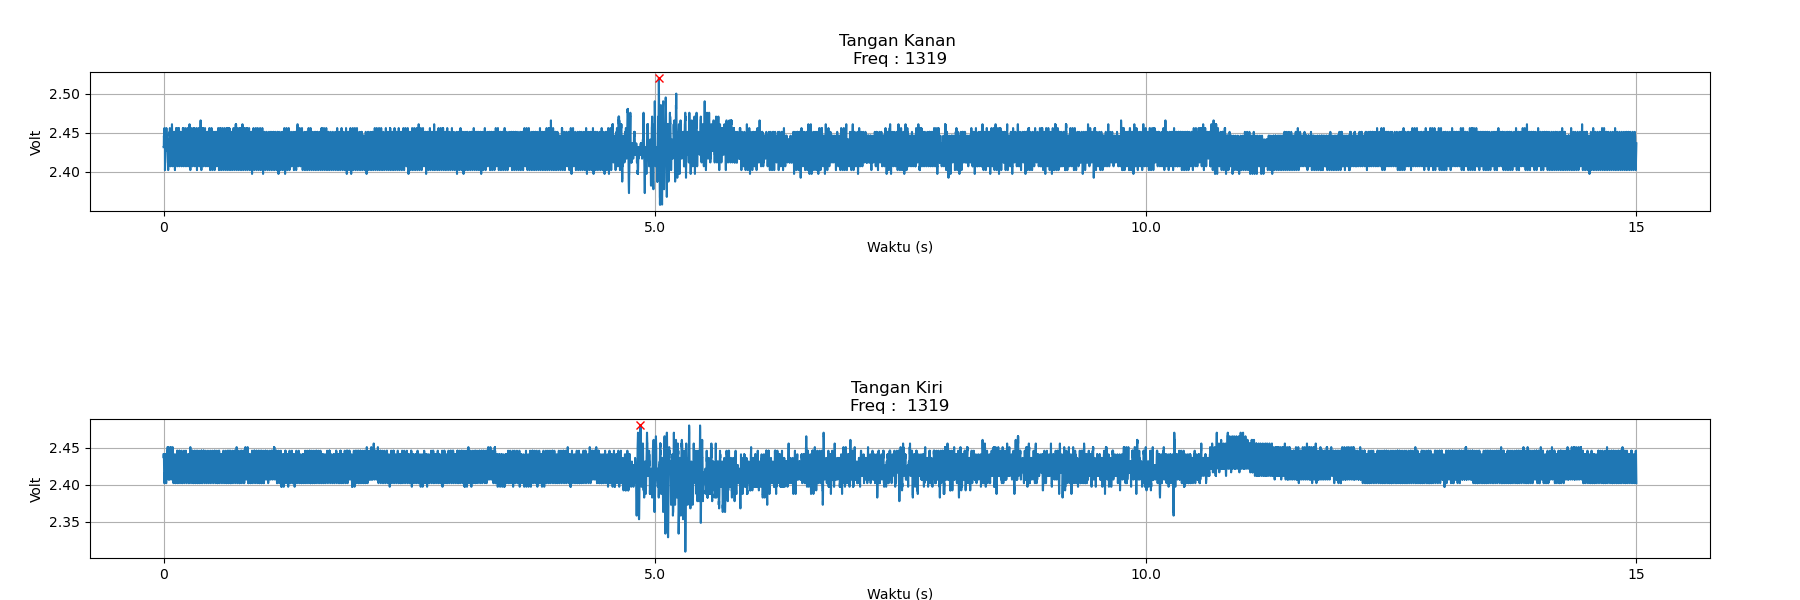 Tangan Kanan
Freq : 1319
2.50
2.45
2.40
Volt
0 5.0 10.0 15
Waktu (s)
Tangan Kiri
Freq :  1319
2.45
2.40
2.35
Volt
0 5.0 10.0 15
Waktu (s)